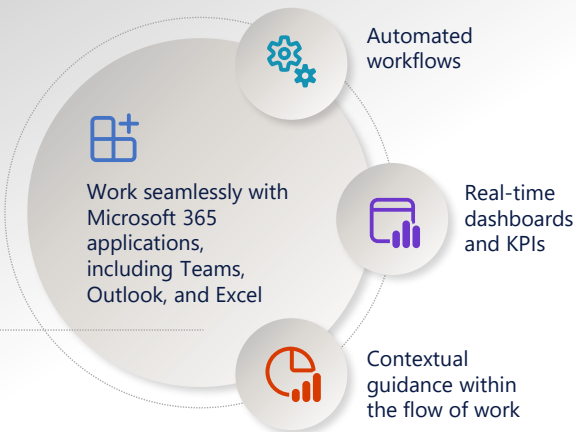 Automated
workflows
Work seamlessly with
Microsoft 365
applications,
including Teams,
Outlook, and Excel
Real-time
dashboards
and KPIs
Contextual
guidance within
the flow of work